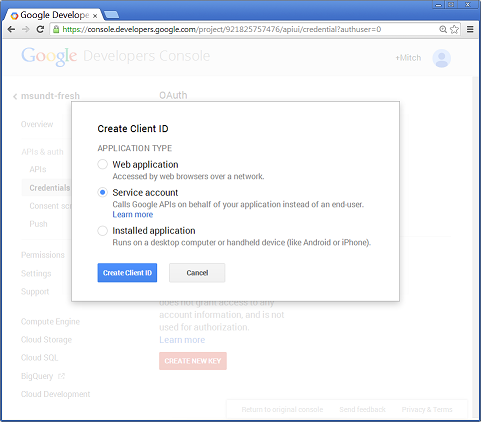 Google Develope
https://console.developers.google.com/project/921825757476/apiui/credential?authuser=0
Google Developers Console
+Mitch
msundt-fresh
OAuth
Overview
APIs & auth
APIs
Credentials
Consent scr
Push
Permissions
Settings
Support
Compute Engine
Cloud Storage
Cloud SQL
BigQuery
Cloud Development
Create Client ID
APPLICATION TYPE
Web application
Accessed by web browsers over a network.
Service account
Calls Google APIs on behalf of your application instead of an end-user.
Learn more
Installed application
Runs on a desktop computer or handheld device (like Android or iPhone).
Create Client ID
Cancel
does not grant access to any
account information, and is not
used for authorization.
Learn more
CREATE NEW KEY
Return to original console Send feedback Privacy & Terms